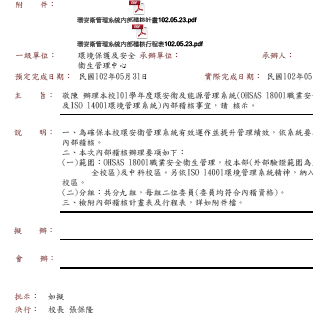 附　件：
環安衛管理系統內部稽核計畫102.05.23.pdf
環安衛管理系統內部稽核行程表102.05.23.pdf
一級單位：　環境保護及安全衛生管理中心　承辦單位：　承辦人：
預定完成日期：　民國102年05月31日　實際完成日期：　民國102年05
主　旨：　敬陳 辦理本校101學年度環安衛及能源管理系統(OHSAS 18001職業安
及ISO 14001環境管理系統)內部稽核事宜，請 核示。
說　明：　一、為確保本校環安衛管理系統有效運作並提升管理績效，依系統要
內部稽核。
二、本次內部稽核辦理事項如下：
(一)範圍：OHSAS 18001職業安全衛生管理，校本部(外部驗證範圍為
全校區)及中科校區。另依ISO 14001環境管理系統精神，納入
校區。
(二)分組：共分九組，每組二位委員(委員均符合內稽資格)。
三、檢附內部稽核計畫表及行程表，詳如附件檔。
擬　辦：
會　辦：
批示：　如擬
決行：　校長 張保隆